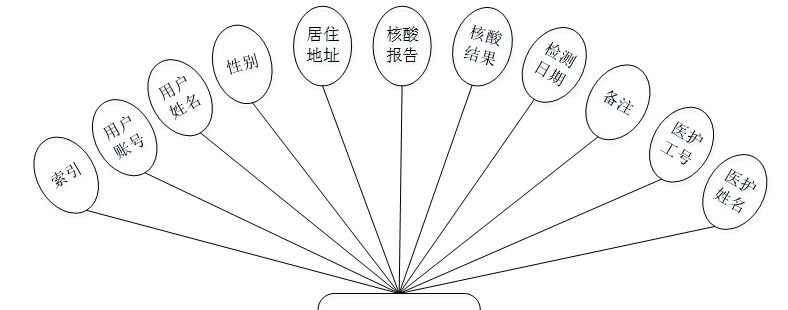 索引
用户
账号
用户
姓名
性别
居住
地址
核酸
报告
核酸
结果
检测
日期
备注
医护
工号
医护
姓名